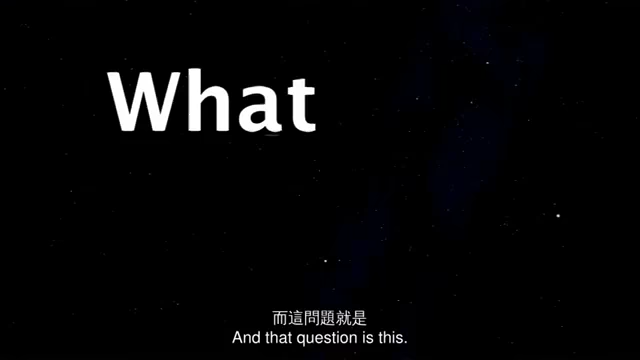 What
而這問題就是
And that question is this.